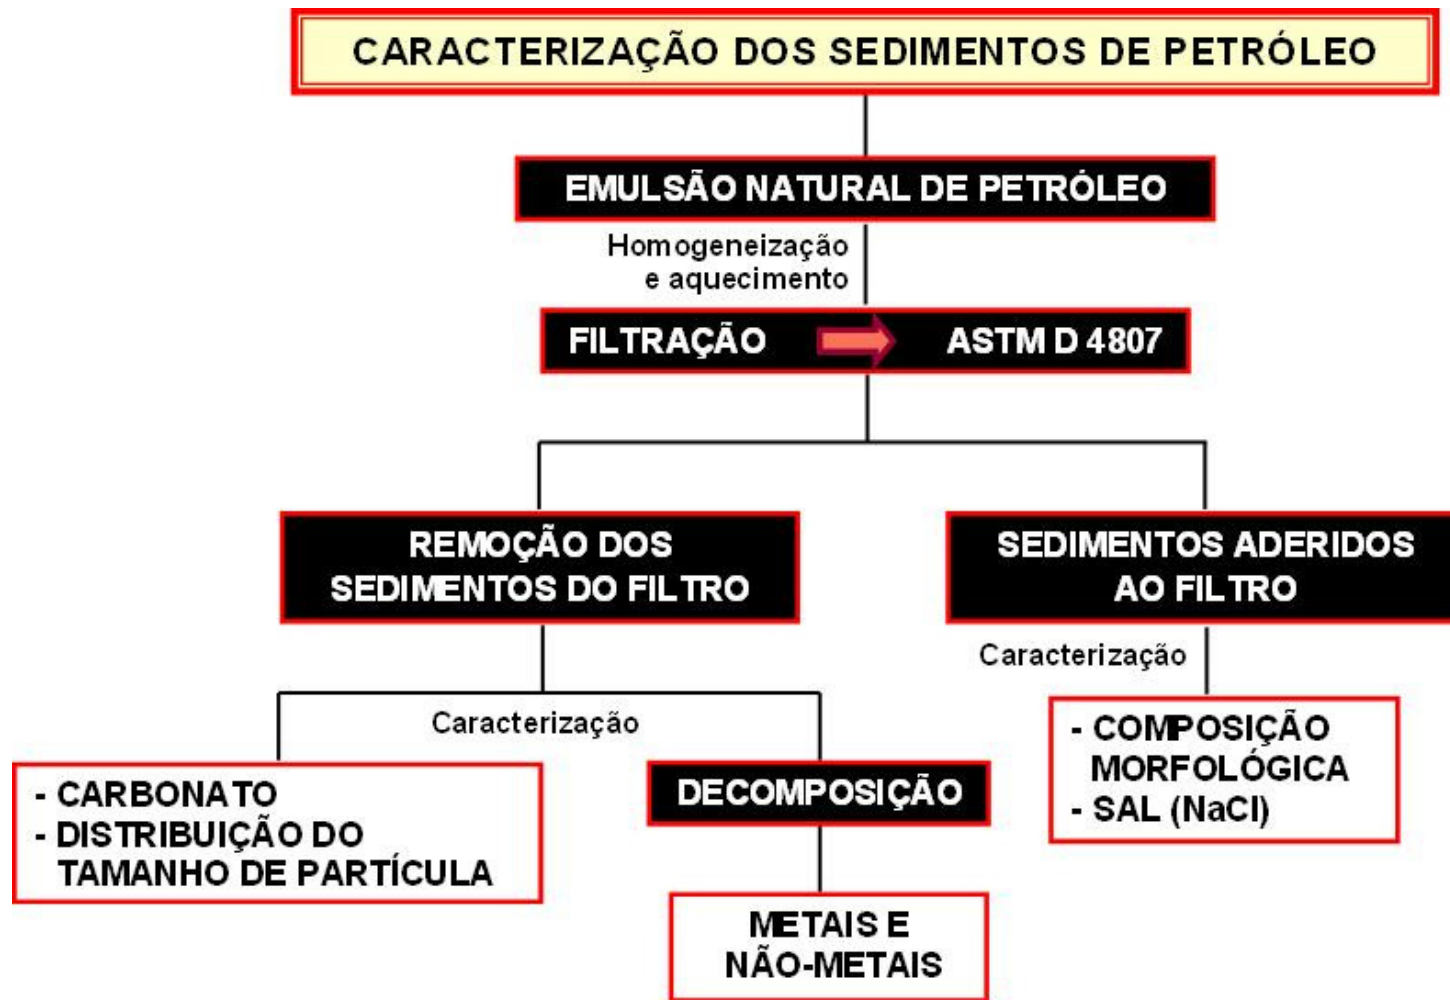 CARACTERIZAÇÃO DOS SEDIMENTOS DE PETRÓLEO
EMULSÃO NATURAL DE PETRÓLEO
Homogeneização
e aquecimento
FILTRAÇÃO ASTM D 4807
REMOÇÃO DOS
SEDIMENTOS DO FILTRO
SEDIMENTOS ADERIDOS
AO FILTRO
Caracterização
Caracterização
- CARBONATO
- DISTRIBUIÇÃO DO
TAMANHO DE PARTÍCULA
DECOMPOSIÇÃO
METAIS E
NÃO-METAIS
- COMPOSIÇÃO
MORFOLÓGICA
- SAL (NaCl)